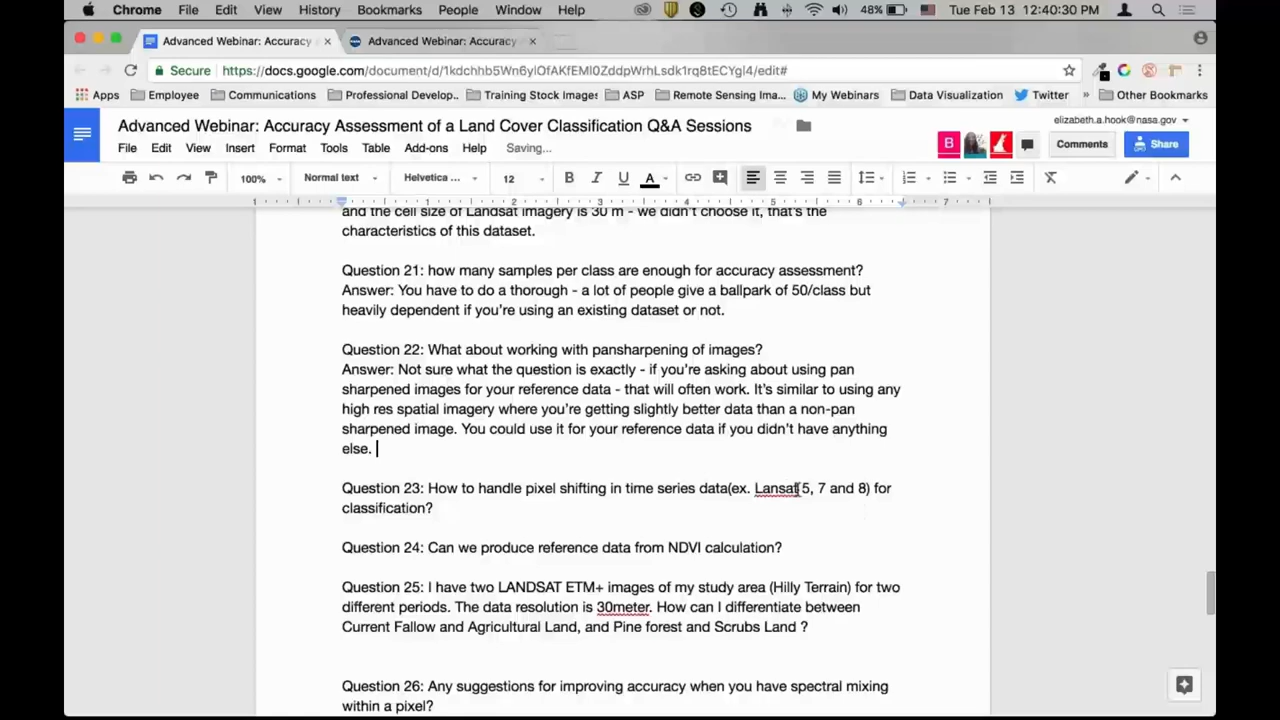 Chrome File Edit View History Bookmarks People Window Help 48% Tue Feb 13 12:40:30 PM
Advanced Webinar: Accuracy Advanced Webinar: Accuracy
Secure https://docs.google.com/document/d/1kdchhb5Wn6ylOfAKfEMl0ZddpWrhLsdk1rq8tECYgl4/edit#
Apps Employee Communications Professional Develop... Training Stock Images ASP Remote Sensing Ima... My Webinars Data Visualization Twitter » Other Bookmarks
elizabeth.a.hook@nasa.gov
Advanced Webinar: Accuracy Assessment of a Land Cover Classification Q&A Sessions
B Comments Share
File Edit View Insert Format Tools Table Add-ons Help Saving...
100% Normal text Helvetica ... 12 B I U A
1 1 2 3 4 5 6 7
and the cell size of Landsat imagery is 30 m - we didn't choose it, that's the
characteristics of this dataset.
Question 21: how many samples per class are enough for accuracy assessment?
Answer: You have to do a thorough - a lot of people give a ballpark of 50/class but
heavily dependent if you're using an existing dataset or not.
Question 22: What about working with pansharpening of images?
Answer: Not sure what the question is exactly - if you're asking about using pan
sharpened images for your reference data - that will often work. It's similar to using any
high res spatial imagery where you're getting slightly better data than a non-pan
sharpened image. You could use it for your reference data if you didn't have anything
else.
Question 23: How to handle pixel shifting in time series data(ex. Lansat 5, 7 and 8) for
classification?
Question 24: Can we produce reference data from NDVI calculation?
Question 25: I have two LANDSAT ETM+ images of my study area (Hilly Terrain) for two
different periods. The data resolution is 30meter. How can I differentiate between
Current Fallow and Agricultural Land, and Pine forest and Scrubs Land ?
Question 26: Any suggestions for improving accuracy when you have spectral mixing
within a pixel?